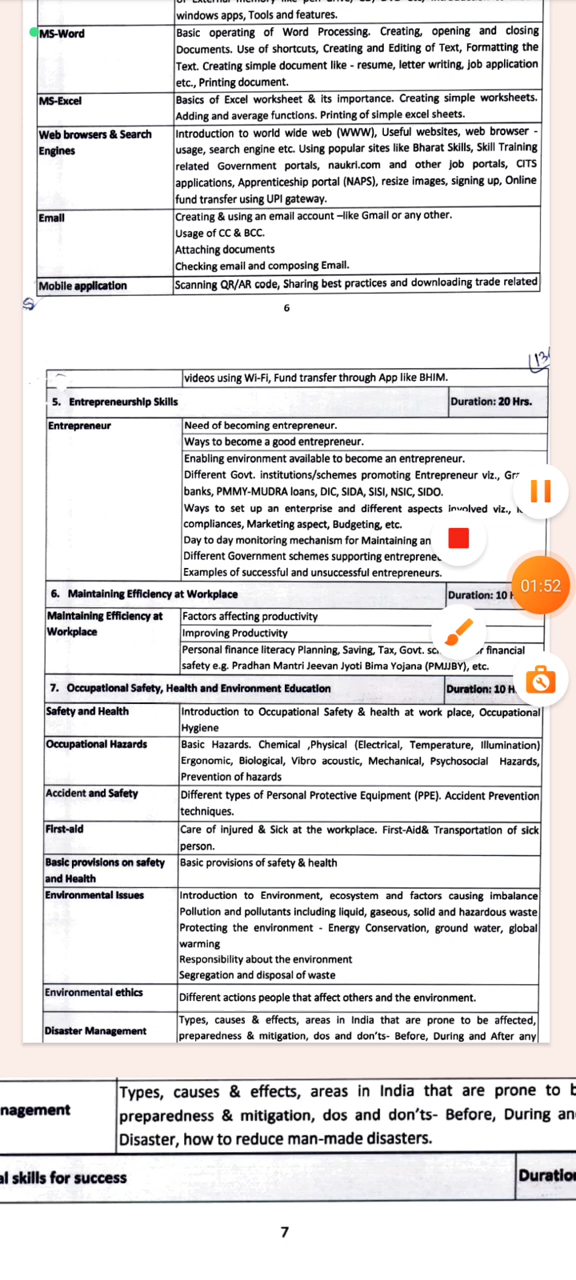 windows apps, Tools and features.
MS-Word
Basic operating of Word Processing. Creating, opening and closing
Documents. Use of shortcuts, Creating and Editing of Text, Formatting the
Text. Creating simple document like - resume, letter writing, job application
etc., Printing document.
MS-Excel
Basics of Excel worksheet & its importance. Creating simple worksheets.
Adding and average functions. Printing of simple excel sheets.
Web browsers & Search
Engines
Introduction to world wide web (WWW), Useful websites, web browser -
usage, search engine etc. Using popular sites like Bharat Skills, Skill Training
related Government portals, naukri.com and other job portals, CITS
applications, Apprenticeship portal (NAPS), resize images, signing up, Online
fund transfer using UPI gateway.
Email
Creating & using an email account –like Gmail or any other.
Usage of CC & BCC.
Attaching documents
Checking email and composing Email.
Mobile application
Scanning QR/AR code, Sharing best practices and downloading trade related
6
13
videos using Wi-Fi, Fund transfer through App like BHIM.
5. Entrepreneurship Skills
Duration: 20 Hrs.
Entrepreneur
Need of becoming entrepreneur.
Ways to become a good entrepreneur.
Enabling environment available to become an entrepreneur.
Different Govt. institutions/schemes promoting Entrepreneur viz.,
banks, PMMY-MUDRA loans, DIC, SIDA, SISI, NSIC, SIDO.
Ways to set up an enterprise and different aspects involved viz.,
compliances, Marketing aspect, Budgeting, etc.
Day to day monitoring mechanism for Maintaining an
Different Government schemes supporting
Examples of successful and unsuccessful entrepreneurs.
01:52
6. Maintaining Efficiency at Workplace
Duration: 10
Maintaining Efficiency at
Workplace
Factors affecting productivity
Improving Productivity
Personal finance literacy Planning, Saving, Tax, Govt. financial
safety e.g. Pradhan Mantri Jeevan Jyoti Bima Yojana (PMJJBY), etc.
7. Occupational Safety, Health and Environment Education
Duration: 10
Safety and Health
Introduction to Occupational Safety & health at work place, Occupational
Hygiene
Occupational Hazards
Basic Hazards. Chemical ,Physical (Electrical, Temperature, Illumination)
Ergonomic, Biological, Vibro acoustic, Mechanical, Psychosocial Hazards,
Prevention of hazards
Accident and Safety
Different types of Personal Protective Equipment (PPE). Accident Prevention
techniques.
First-aid
Care of injured & Sick at the workplace. First-Aid& Transportation of sick
person.
Basic provisions on safety
and Health
Basic provisions of safety & health
Environmental Issues
Introduction to Environment, ecosystem and factors causing imbalance
Pollution and pollutants including liquid, gaseous, solid and hazardous waste
Protecting the environment - Energy Conservation, ground water, global
warming
Responsibility about the environment
Segregation and disposal of waste
Environmental ethics
Different actions people that affect others and the environment.
Disaster Management
Types, causes & effects, areas in India that are prone to be affected,
preparedness & mitigation, dos and don'ts- Before, During and After any
nagement
Types, causes & effects, areas in India that are prone to b
preparedness & mitigation, dos and don'ts- Before, During an
Disaster, how to reduce man-made disasters.
al skills for success
Duratio
7